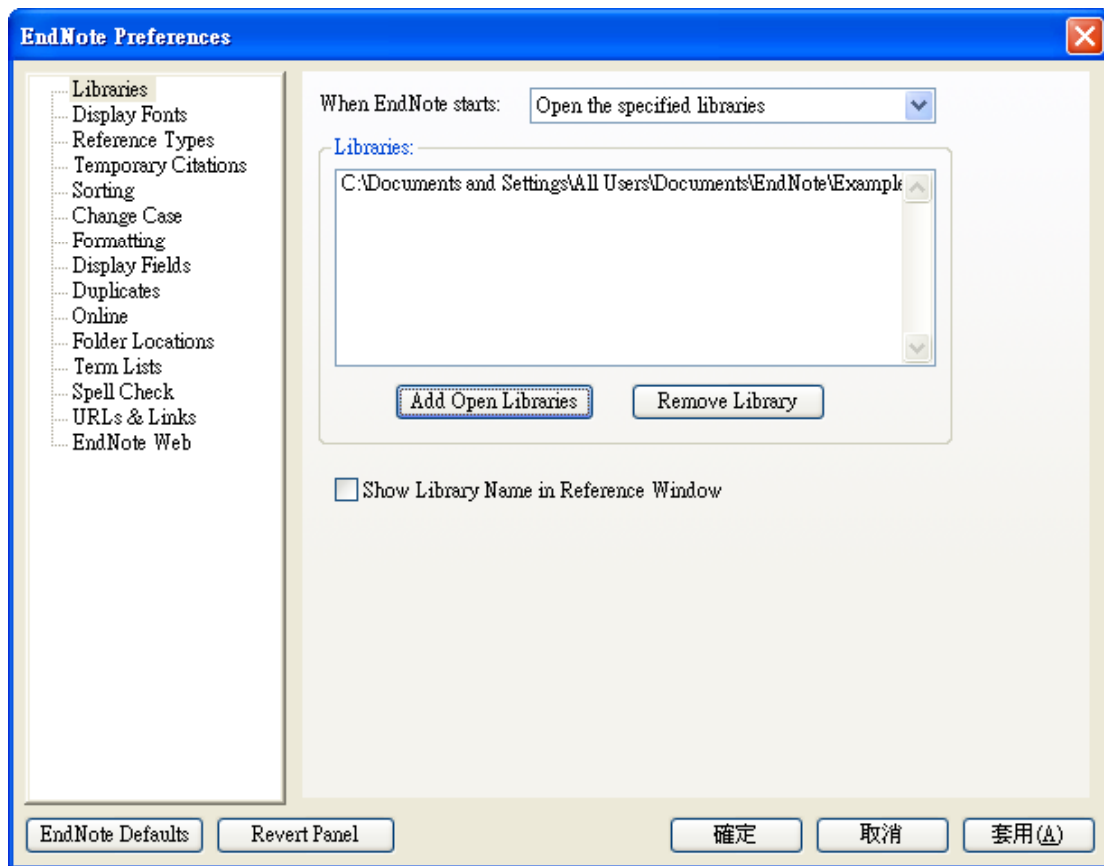 EndNote Preferences
Libraries
Display Fonts
Reference Types
Temporary Citations
Sorting
Change Case
Formatting
Display Fields
Duplicates
Online
Folder Locations
Term Lists
Spell Check
URLs & Links
EndNote Web
When EndNote starts: Open the specified libraries
Libraries:
C:\Documents and Settings\All Users\Documents\EndNote\Example
Add Open Libraries Remove Library
Show Library Name in Reference Window
EndNote Defaults Revert Panel 確定 取消 套用(A)